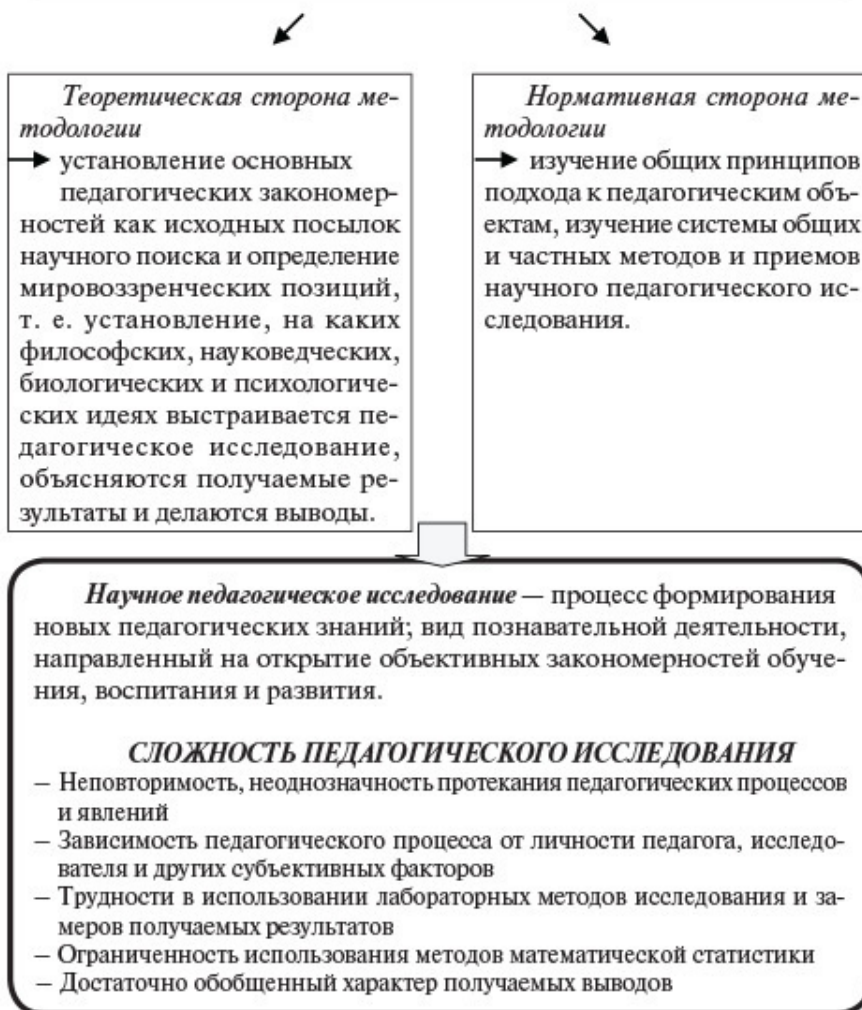 Теоретическая сторона ме-
тодологии
установление основных
педагогических закономер-
ностей как исходных посылок
научного поиска и определение
мировоззренческих позиций,
т. е. установление, на каких
философских, науковедческих,
биологических и психологиче-
ских идеях выстраивается пе-
дагогическое исследование,
объясняются получаемые ре-
зультаты и делаются выводы.
Нормативная сторона ме-
тодологии
изучение общих принципов
подхода к педагогическим объ-
ектам, изучение системы общих
и частных методов и приемов
научного педагогического ис-
следования.
Научное педагогическое исследование — процесс формирования
новых педагогических знаний; вид познавательной деятельности,
направленный на открытие объективных закономерностей обуче-
ния, воспитания и развития.
СЛОЖНОСТЬ ПЕДАГОГИЧЕСКОГО ИССЛЕДОВАНИЯ
– Неповторимость, неоднозначность протекания педагогических процессов
и явлений
– Зависимость педагогического процесса от личности педагога, исследо-
вателя и других субъективных факторов
– Трудности в использовании лабораторных методов исследования и за-
меров получаемых результатов
– Ограниченность использования методов математической статистики
– Достаточно обобщенный характер получаемых выводов